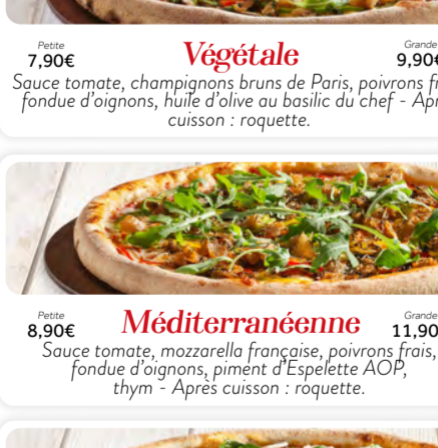 Petite
Végétale
Grande
7,90€
9,90€
Sauce tomate, champignons bruns de Paris, poivrons
fondue d'oignons, huile d'olive au basilic du chef -
cuisson : roquette.
Petite
Méditerranéenne
Grande
8,90€
11,90
Sauce tomate, mozzarella française, poivrons frais,
fondue d'oignons, piment d'Espelette AOP,
thym - Après cuisson : roquette.